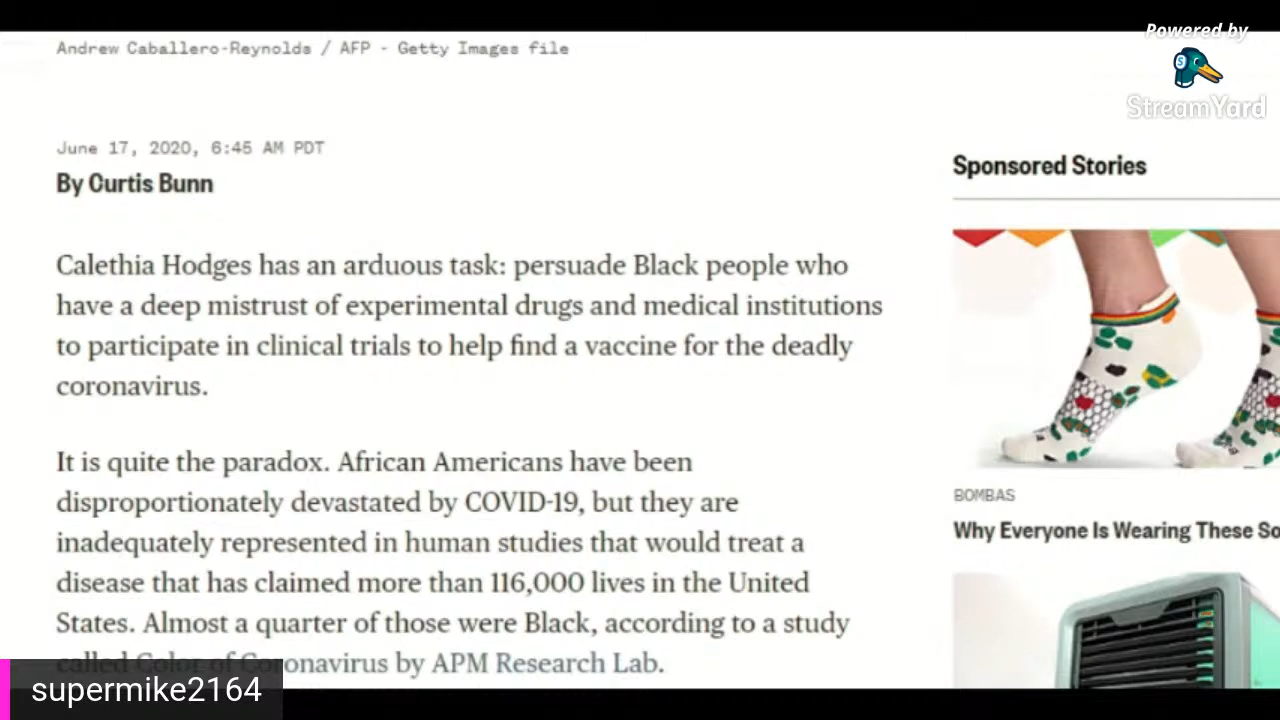 Powered by
StreamYard
Andrew Caballero-Reynolds / AFP - Getty Images file
June 17, 2020, 6:45 AM PDT
By Curtis Bunn
Calethia Hodges has an arduous task: persuade Black people who
have a deep mistrust of experimental drugs and medical institutions
to participate in clinical trials to help find a vaccine for the deadly
coronavirus.
It is quite the paradox. African Americans have been
disproportionately devastated by COVID-19, but they are
inadequately represented in human studies that would treat a
disease that has claimed more than 116,000 lives in the United
States. Almost a quarter of those were Black, according to a study
called Color of Coronavirus by APM Research Lab.
Sponsored Stories
BOMBAS
Why Everyone Is Wearing These So
supermike2164